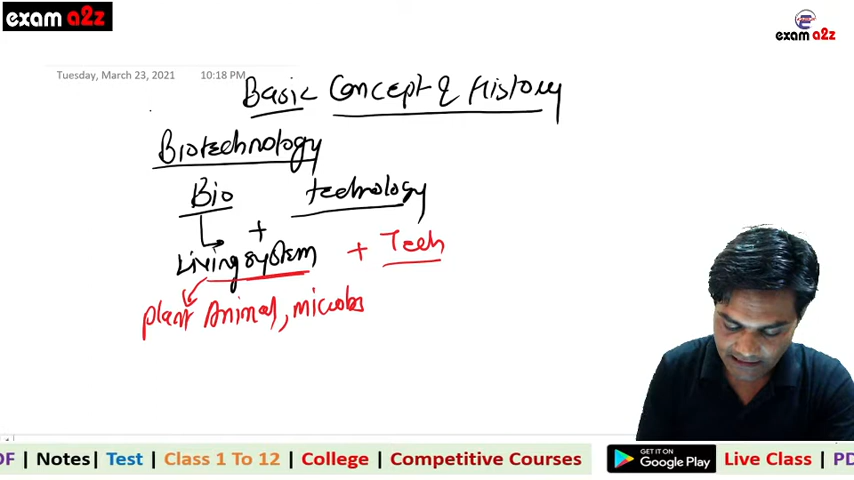 exam a2z
exam a2z
Tuesday, March 23, 2021 10:18 PM
Basic Concept & History
Biotechnology
Bio technology
+
Living system + Tech
plant Animal, microbs
DF | Notes | Test | Class 1 To 12 | College | Competitive Courses GET IT ON Google Play Live Class | PD